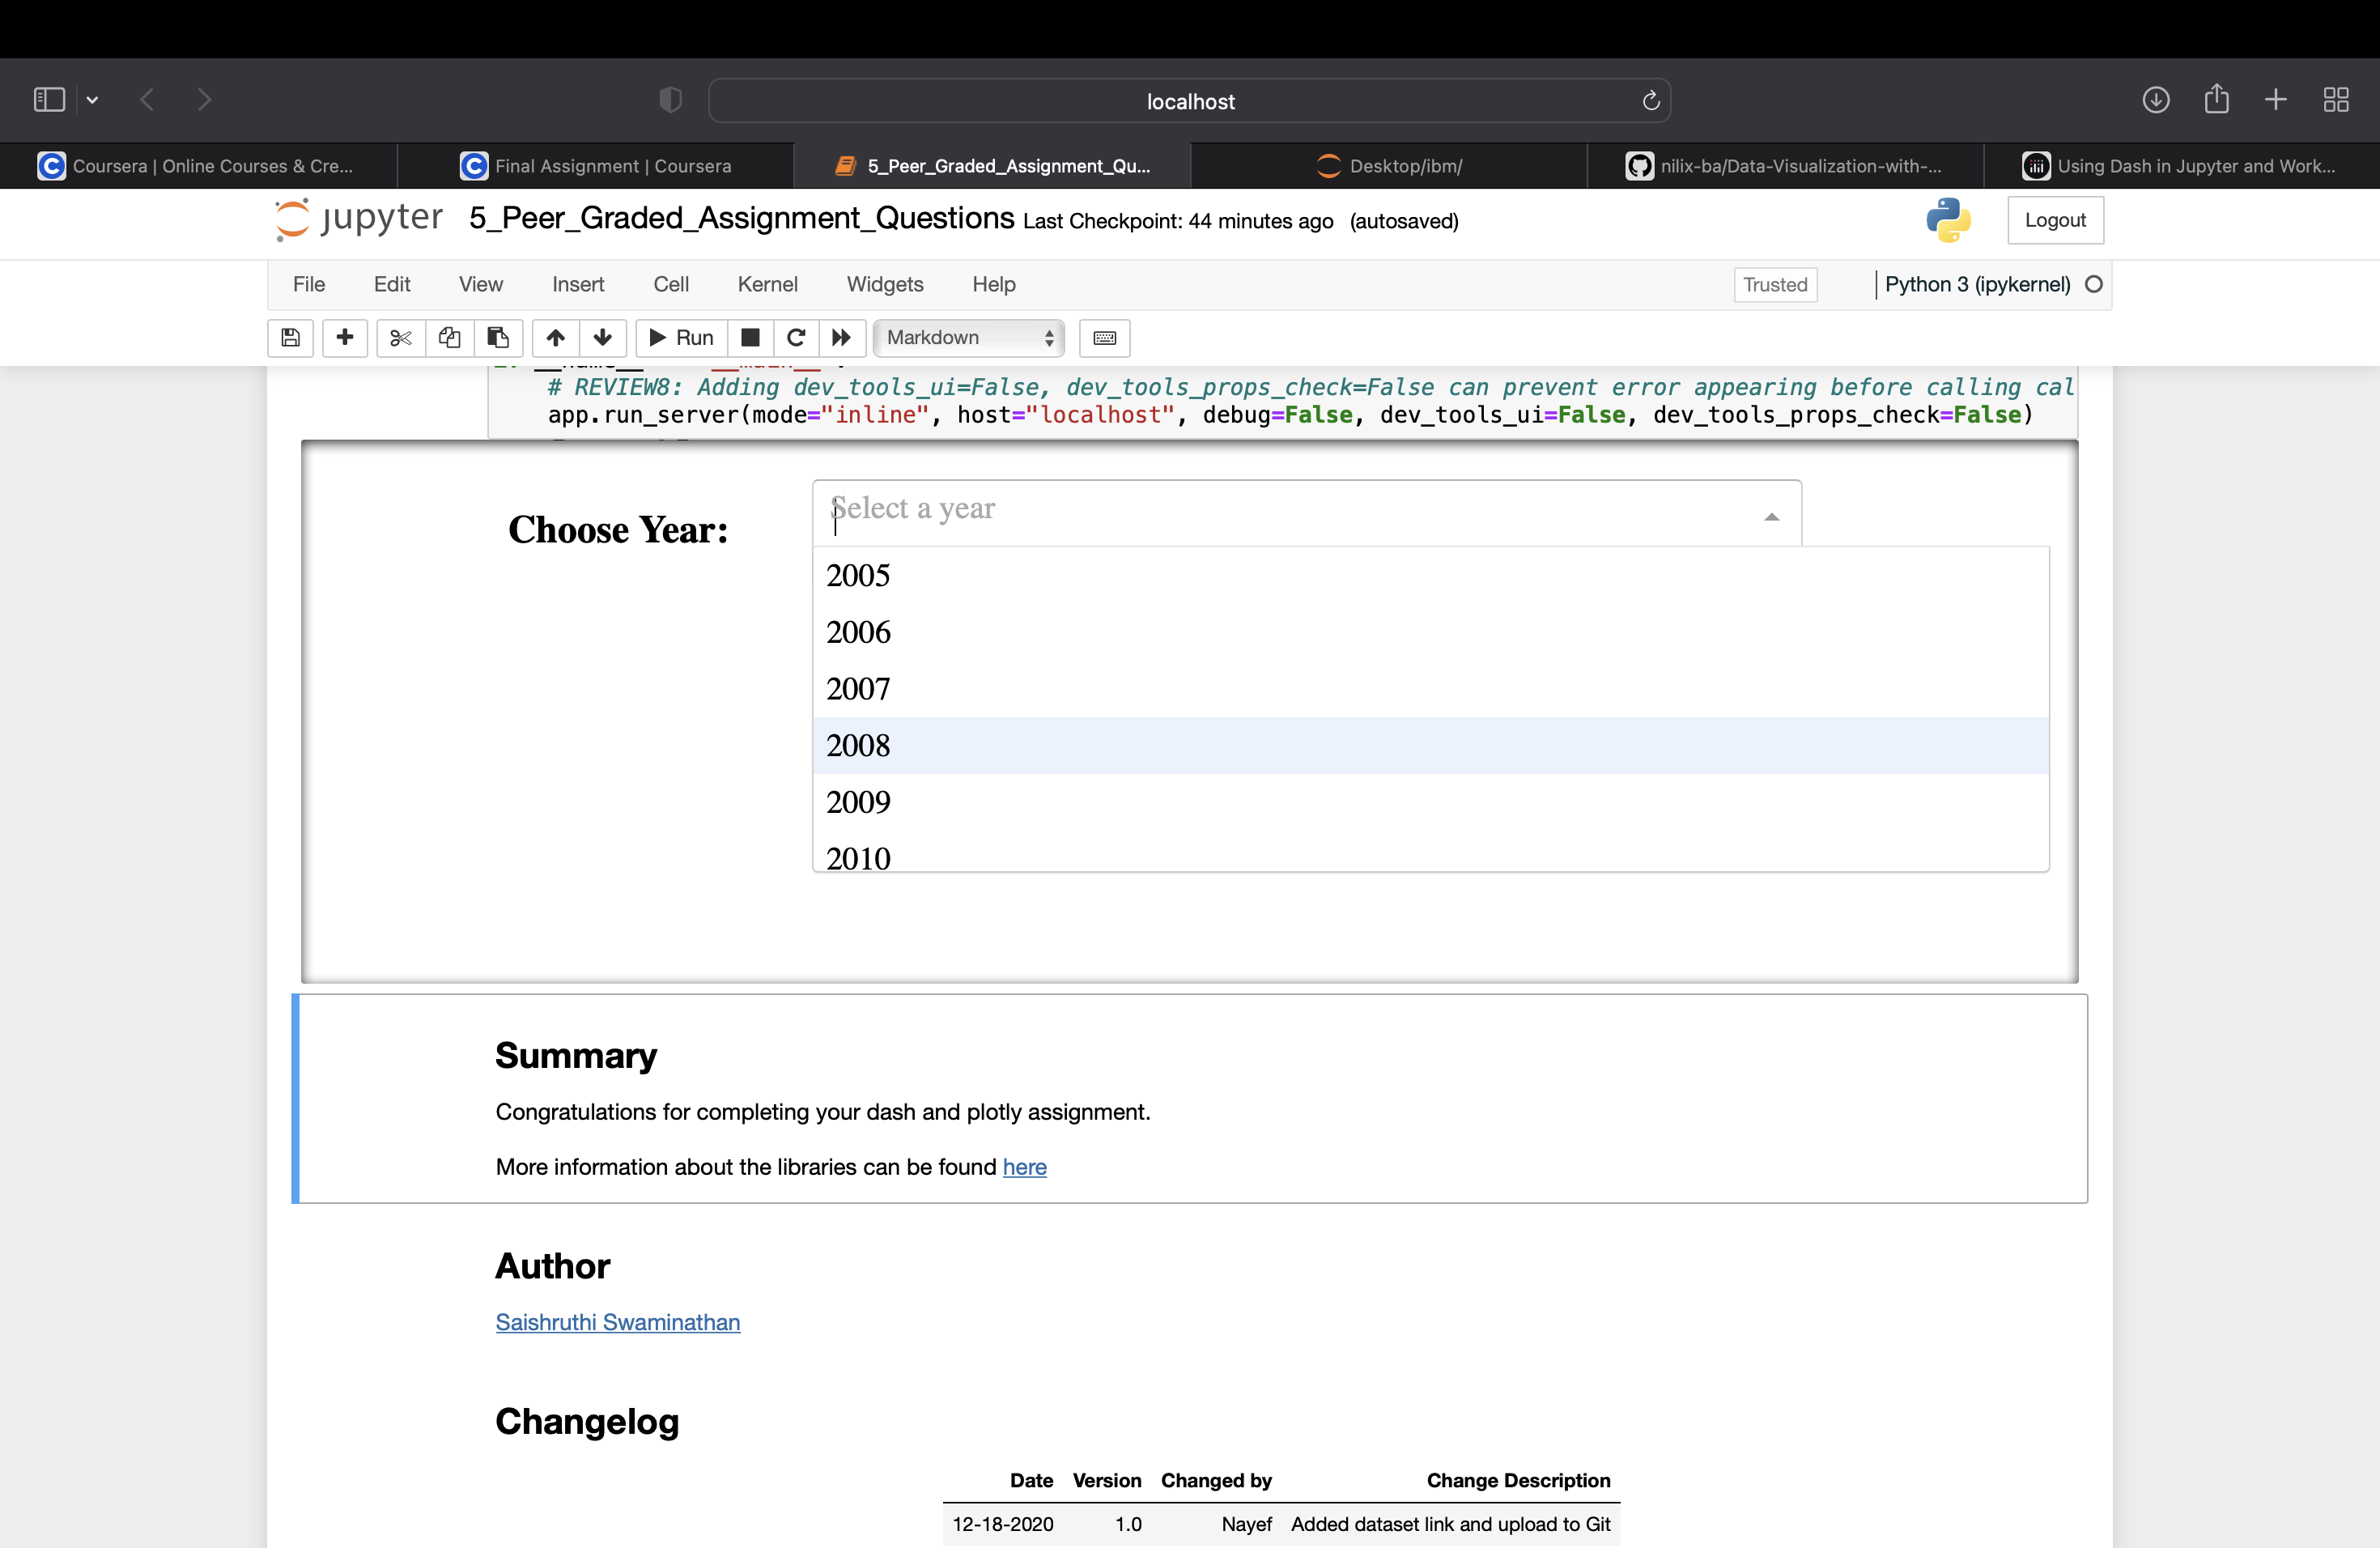 localhost
Coursera | Online Courses & Cre...
Final Assignment | Coursera
5_Peer_Graded_Assignment_Qu...
Desktop/ibm/
nilix-ba/Data-Visualization-with-...
Using Dash in Jupyter and Work...
jupyter 5_Peer_Graded_Assignment_Questions Last Checkpoint: 44 minutes ago (autosaved)
Logout
File Edit View Insert Cell Kernel Widgets Help
Trusted
Python 3 (ipykernel)
Run
Markdown
# REVIEW8: Adding dev_tools_ui=False, dev_tools_props_check=False can prevent error appearing before calling cal
app.run_server(mode="inline", host="localhost", debug=False, dev_tools_ui=False, dev_tools_props_check=False)
Choose Year:
Select a year
2005
2006
2007
2008
2009
2010
Summary
Congratulations for completing your dash and plotly assignment.
More information about the libraries can be found here
Author
Saishruthi Swaminathan
Changelog
Date Version Changed by Change Description
12-18-2020 1.0 Nayef Added dataset link and upload to Git